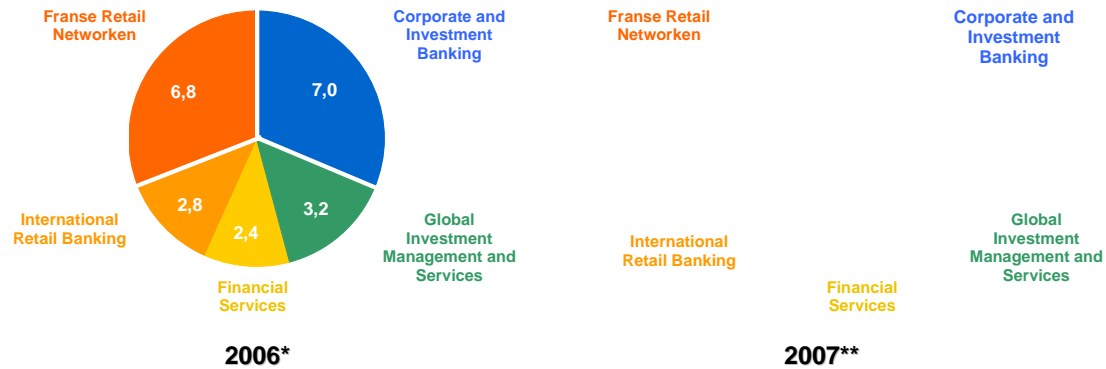 Franse Retail
Networken
Corporate and
Investment
Banking
6,8
7,0
2,8
2,4
3,2
International
Retail Banking
Global
Investment
Management and
Services
Financial
Services
2006*
Franse Retail
Networken
Corporate and
Investment
Banking
International
Retail Banking
Global
Investment
Management and
Services
Financial
Services
2007**